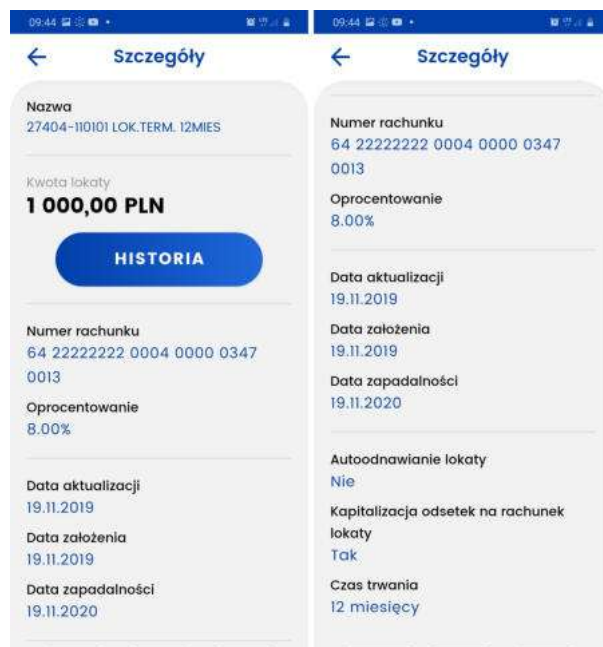 09:44
Szczegóły
Nazwa
27404-110101 LOK.TERM. 12MIES
Kwota lokaty
1 000,00 PLN
HISTORIA
Numer rachunku
64 22222222 0004 0000 0347
0013
Oprocentowanie
8.00%
Data aktualizacji
19.11.2019
Data założenia
19.11.2019
Data zapadalności
19.11.2020
09:44
Szczegóły
Numer rachunku
64 22222222 0004 0000 0347
0013
Oprocentowanie
8.00%
Data aktualizacji
19.11.2019
Data założenia
19.11.2019
Data zapadalności
19.11.2020
Autoodnawianie lokaty
Nie
Kapitalizacja odsetek na rachunek
lokaty
Tak
Czas trwania
12 miesięcy